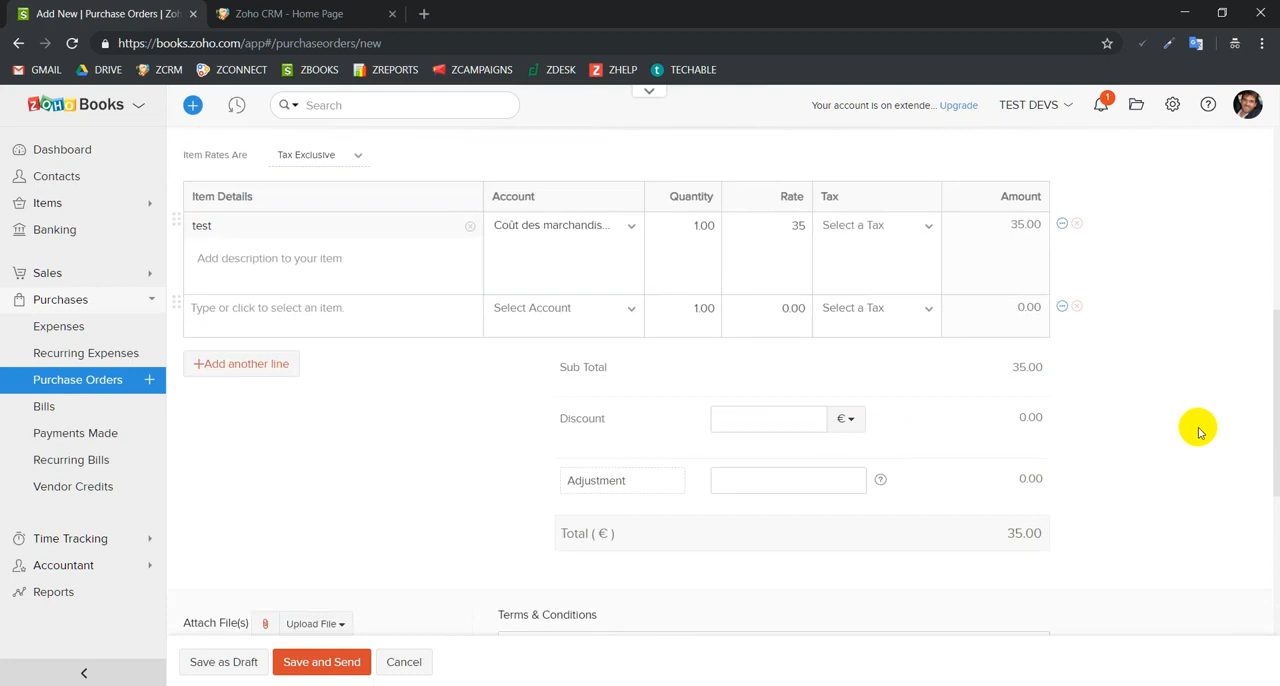 Add New | Purchase Orders | Zo
Zoho CRM - Home Page
https://books.zoho.com/app#/purchaseorders/new
GMAIL DRIVE ZCRM ZCONNECT ZBOOKS ZREPORTS ZCAMPAIGNS ZDESK ZHELP TECHABLE
ZOHO Books
Search
Your account is on extende... Upgrade
TEST DEVS
1
Dashboard
Contacts
Items
Banking
Sales
Purchases
Expenses
Recurring Expenses
Purchase Orders +
Bills
Payments Made
Recurring Bills
Vendor Credits
Time Tracking
Accountant
Reports
Item Rates Are Tax Exclusive
Item Details Account Quantity Rate Tax Amount
test Coût des marchandis... 1.00 35 Select a Tax 35.00
Add description to your item
Type or click to select an item. Select Account 1.00 0.00 Select a Tax 0.00
+Add another line
Sub Total 35.00
Discount € 0.00
Adjustment 0.00
Total ( € ) 35.00
Attach File(s) Upload File
Terms & Conditions
Save as Draft Save and Send Cancel